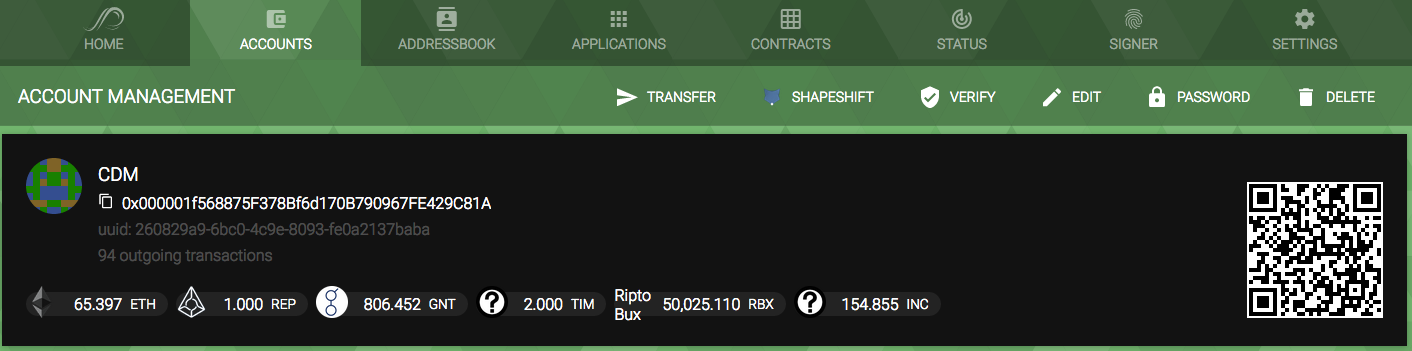 HOME ACCOUNTS ADDRESSBOOK APPLICATIONS CONTRACTS STATUS SIGNER SETTINGS
ACCOUNT MANAGEMENT TRANSFER SHAPESHIFT VERIFY EDIT PASSWORD DELETE
CDM
0x000001f568875F378Bf6d170B790967FE429C81A
uuid: 260829a9-6bc0-4c9e-8093-fe0a2137baba
94 outgoing transactions
65.397 ETH 1.000 REP 806.452 GNT ? 2.000 TIM Ripto Bux 50,025.110 RBX ? 154.855 INC